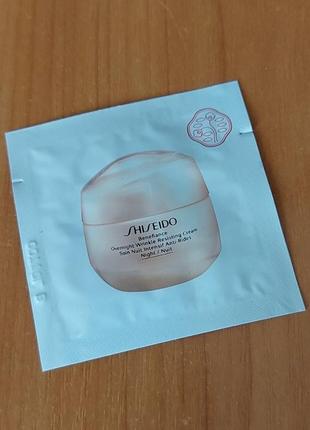 SHISEIDO
Benefiance
Overnight Wrinkle Resisting Cream
Soin Nuit Intensif Anti-Rides
Night / Nuit